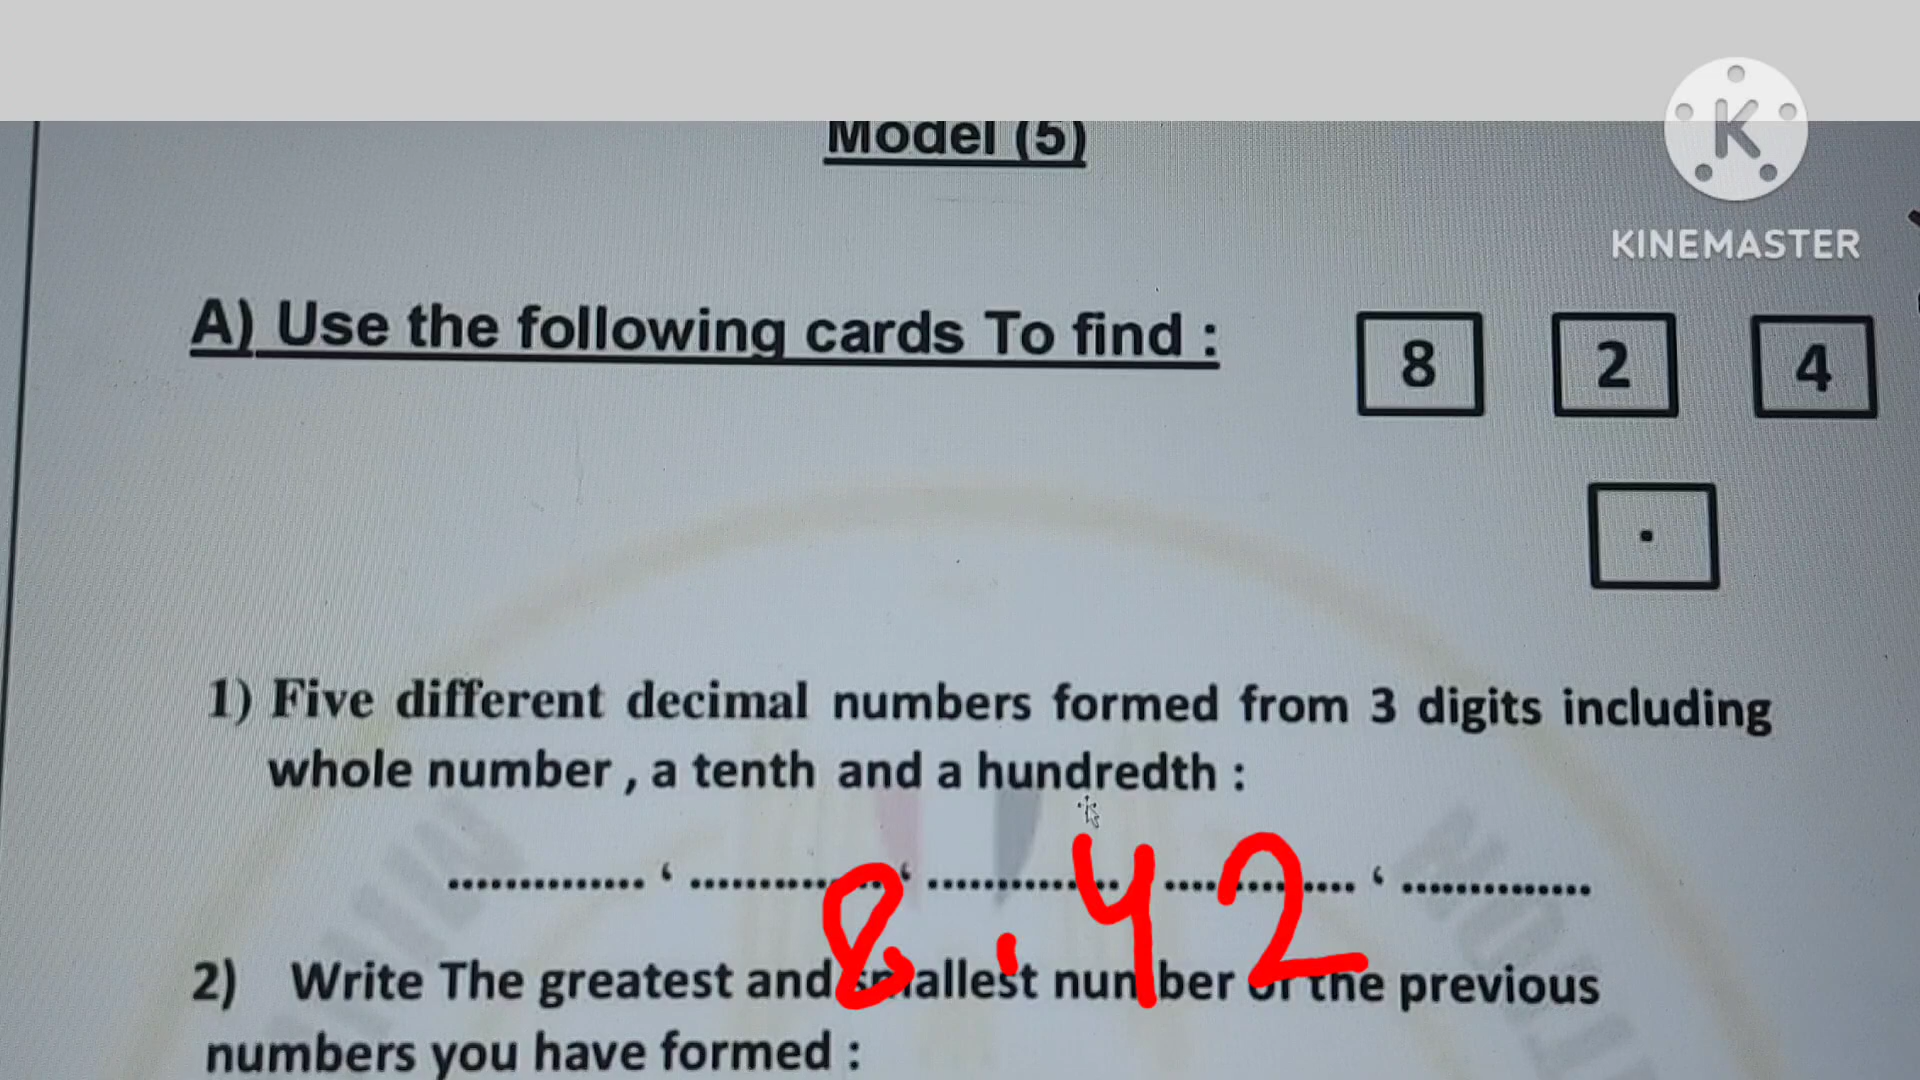 Model (5)
K
KINEMASTER
A) Use the following cards To find :
8 2 4
.
1) Five different decimal numbers formed from 3 digits including
whole number , a tenth and a hundredth :
.............. ‘ .............. ‘ .............. .............. ‘ ..............
8.42
2) Write The greatest and smallest number of the previous
numbers you have formed :